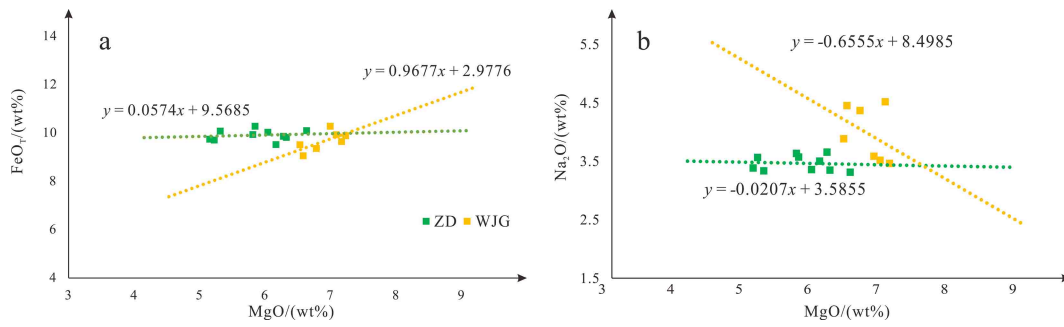 a
14
12
10
8
6
4
FeO_T/(wt%)
y = 0.0574x + 9.5685
y = 0.9677x + 2.9776
ZD
WJG
3 4 5 6 7 8 9
MgO/(wt%)
b
5.5
4.5
3.5
2.5
1.5
Na₂O/(wt%)
y = -0.6555x + 8.4985
y = -0.0207x + 3.5855
3 4 5 6 7 8 9
MgO/(wt%)